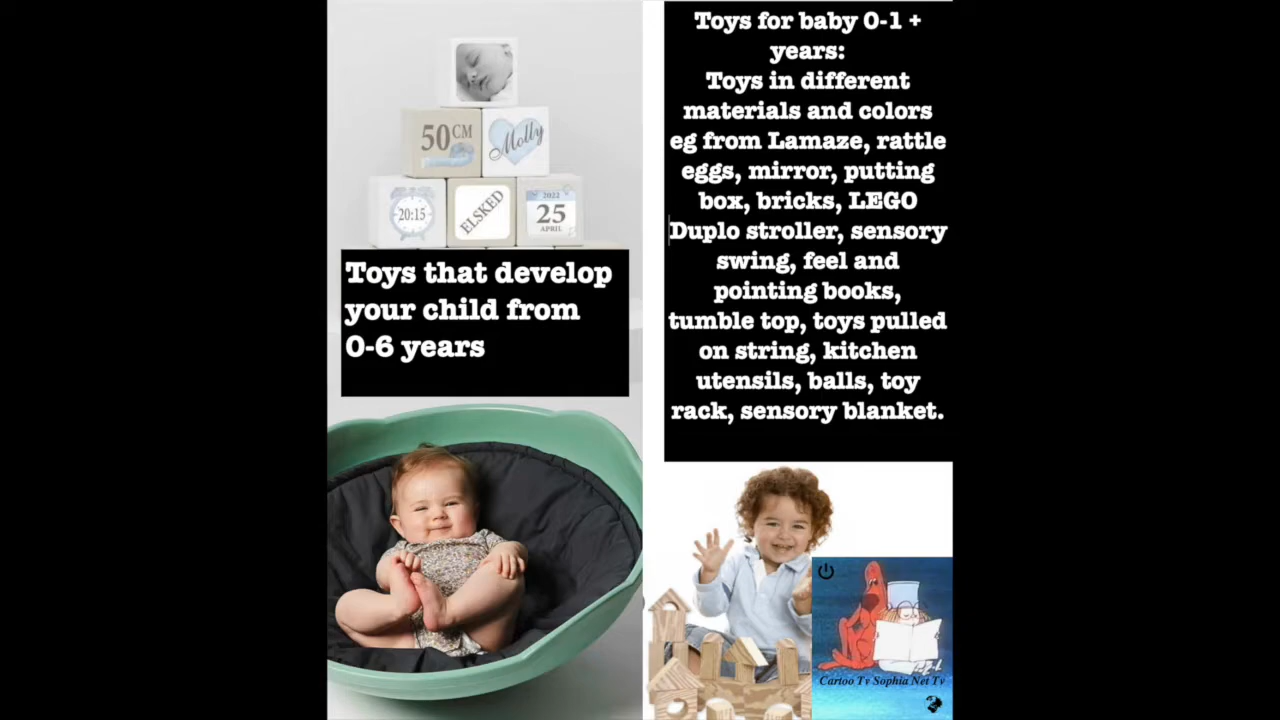 50CM
Molly
20:15
ELSKED
2022
25
APRIL
Toys that develop
your child from
0-6 years
Toys for baby 0-1 +
years:
Toys in different
materials and colors
eg from Lamaze, rattle
eggs, mirror, putting
box, bricks, LEGO
Duplo stroller, sensory
swing, feel and
pointing books,
tumble top, toys pulled
on string, kitchen
utensils, balls, toy
rack, sensory blanket.
Cartoo Tv Sophia Net Tv